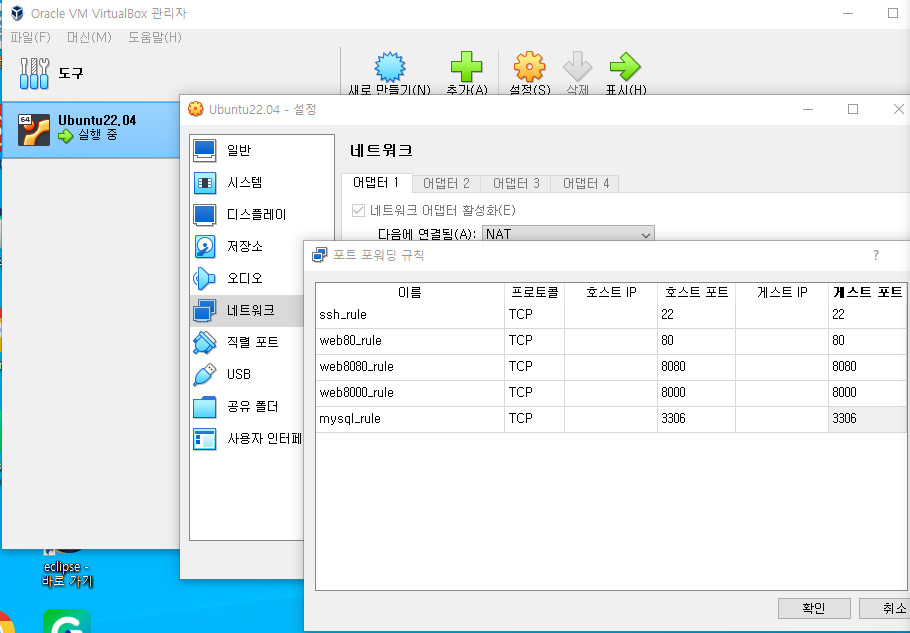 Oracle VM VirtualBox 관리자
파일(F) 머신(M) 도움말(H)
도구
새로 만들기(N) 추가(A) 설정(S) 삭제 표시(H)
64 Ubuntu22.04
실행 중
Ubuntu22.04 - 설정
일반
시스템
디스플레이
저장소
오디오
네트워크
직렬 포트
USB
공유 폴더
사용자 인터페
네트워크
어댑터 1 어댑터 2 어댑터 3 어댑터 4
네트워크 어댑터 활성화(E)
다음에 연결됨(A): NAT
포트 포워딩 규칙 ?
이름 프로토콜 호스트 IP 호스트 포트 게스트 IP 게스트 포트
ssh_rule TCP 22 22
web80_rule TCP 80 80
web8080_rule TCP 8080 8080
web8000_rule TCP 8000 8000
mysql_rule TCP 3306 3306
확인 취소
eclipse -
바로 가기